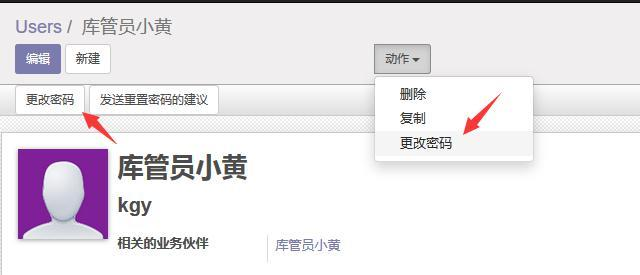 Users / 库管员小黄
编辑 新建 动作
删除
复制
更改密码
更改密码 发送重置密码的建议
库管员小黄
kgy
相关的业务伙伴 库管员小黄